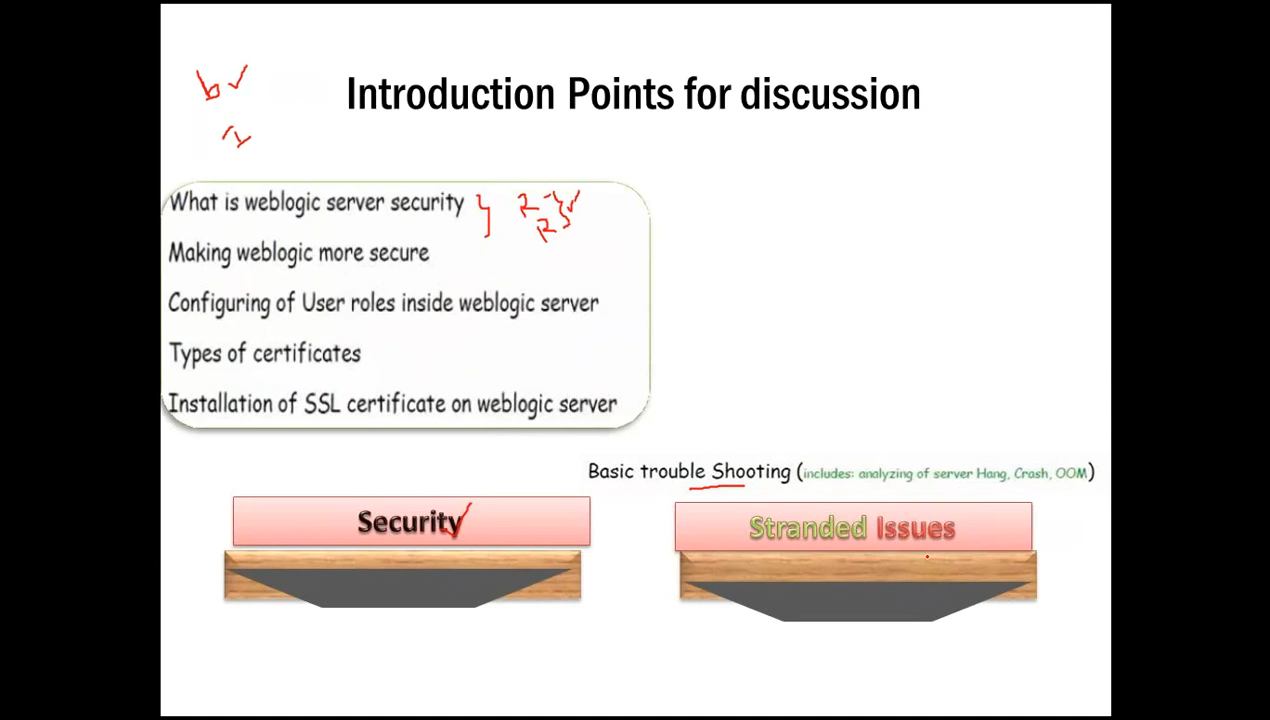 Introduction Points for discussion
What is weblogic server security
Making weblogic more secure
Configuring of User roles inside weblogic server
Types of certificates
Installation of SSL certificate on weblogic server
Basic trouble Shooting (includes: analyzing of server Hang, Crash, OOM)
Security
Stranded Issues